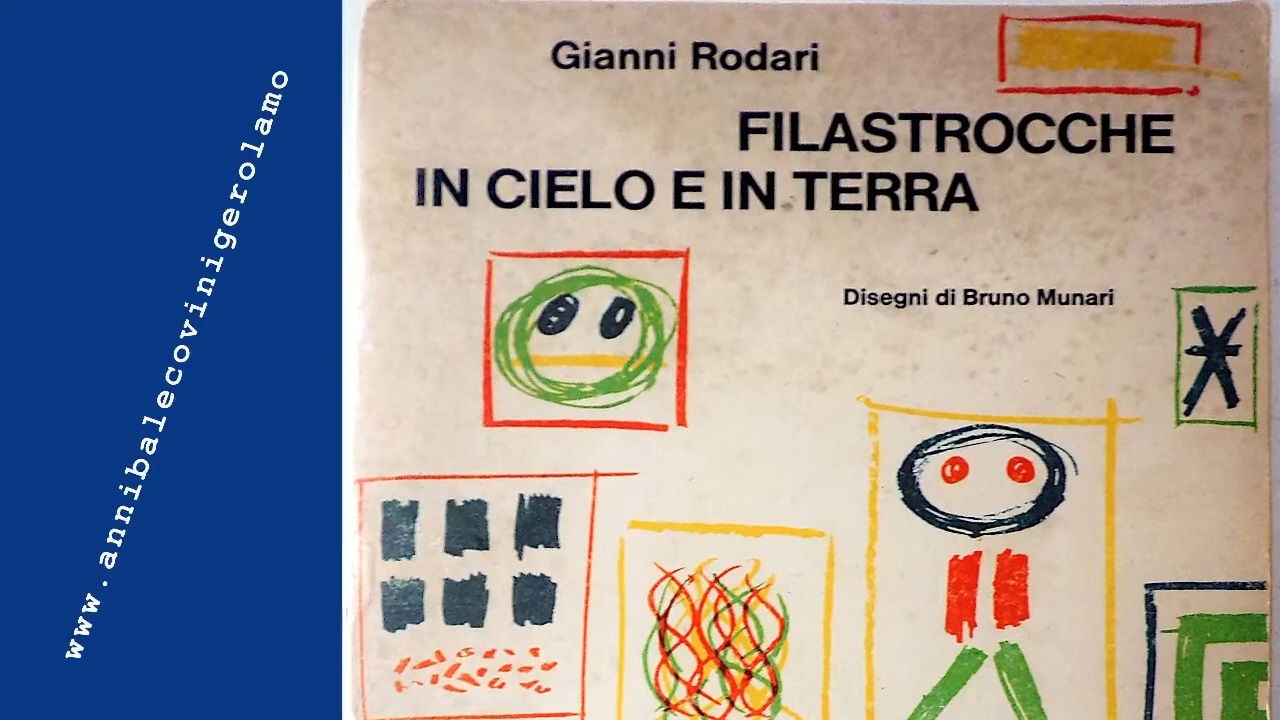 www.annibalecovinigerolamo
Gianni Rodari
FILASTROCCHE
IN CIELO E IN TERRA
Disegni di Bruno Munari